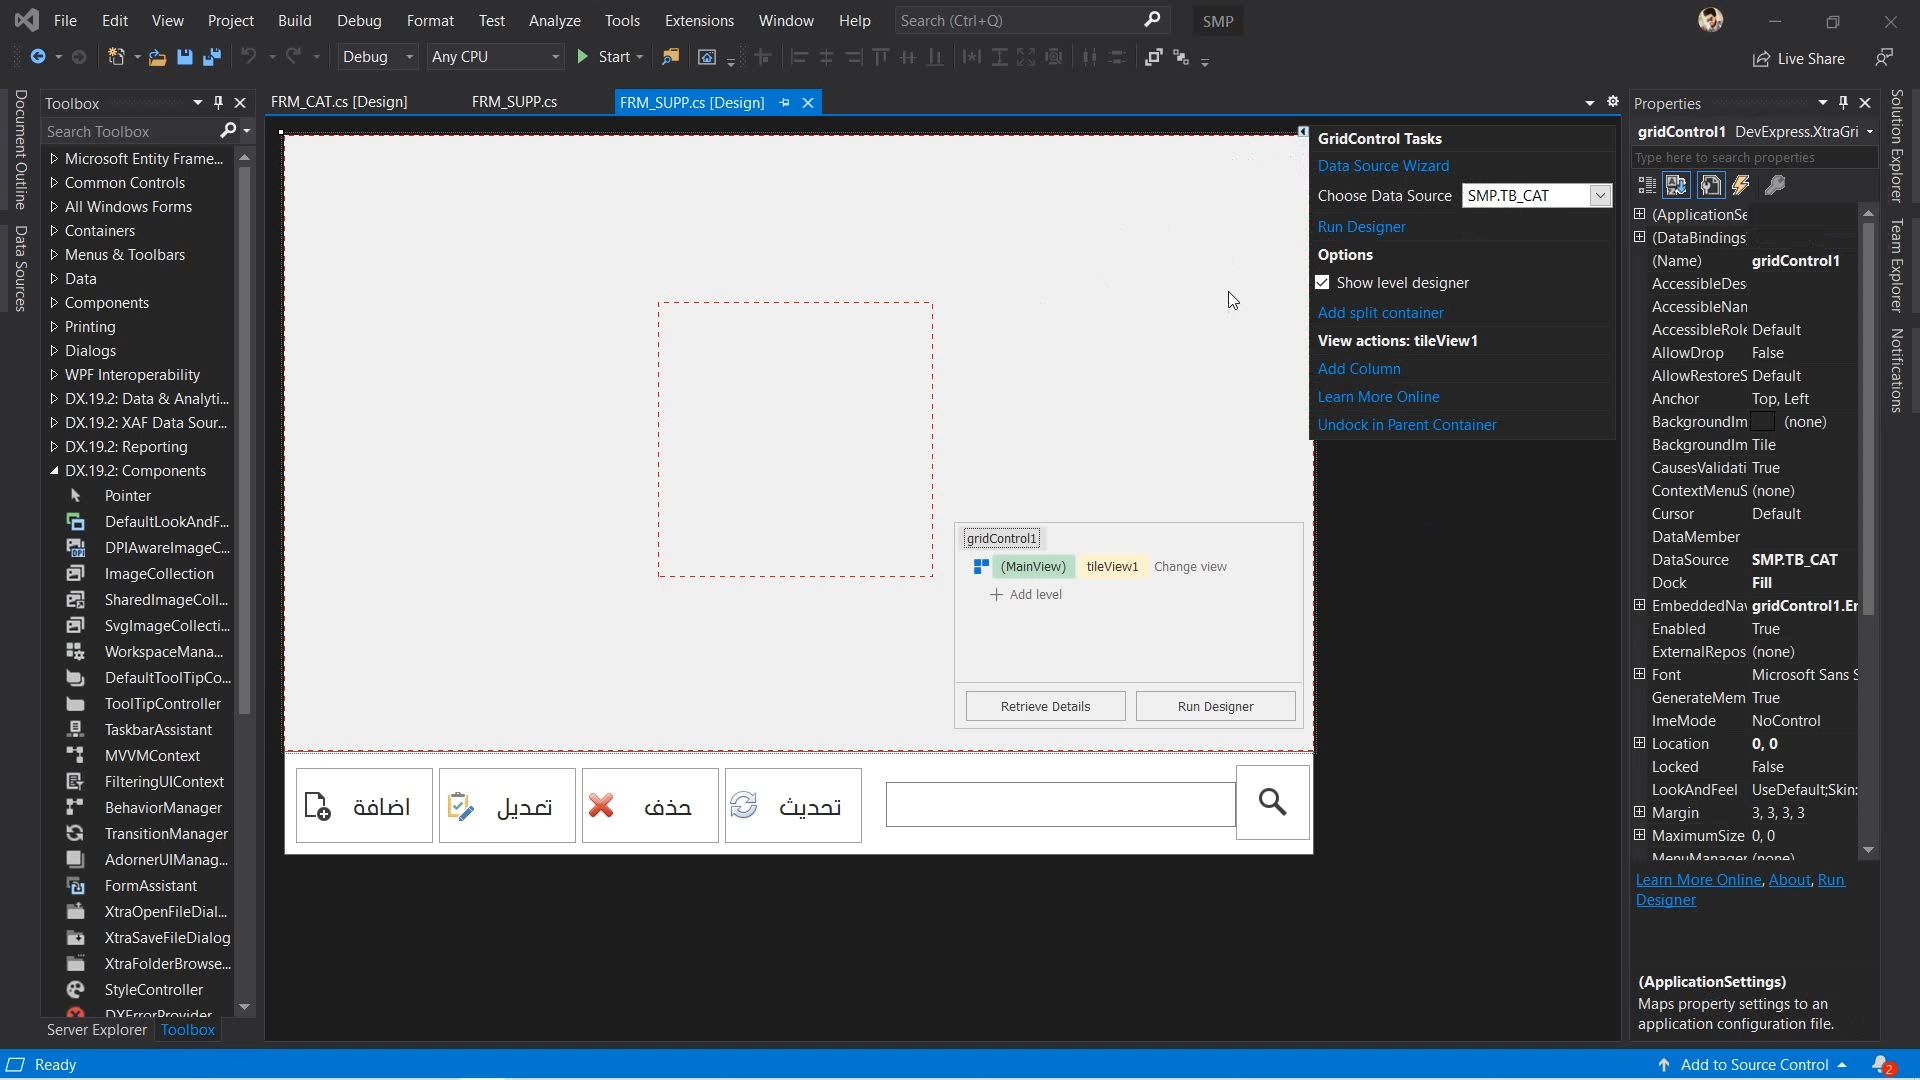 File Edit View Project Build Debug Format Test Analyze Tools Extensions Window Help Search (Ctrl+Q) SMP
Debug Any CPU Start Live Share
Document Outline
Data Sources
Toolbox
Search Toolbox
Microsoft Entity Frame...
Common Controls
All Windows Forms
Containers
Menus & Toolbars
Data
Components
Printing
Dialogs
WPF Interoperability
DX.19.2: Data & Analyti...
DX.19.2: XAF Data Sour...
DX.19.2: Reporting
DX.19.2: Components
Pointer
DefaultLookAndF...
DPIAwareImageC...
ImageCollection
SharedImageColl...
SvgImageCollecti...
WorkspaceMana...
DefaultToolTipCo...
ToolTipController
TaskbarAssistant
MVVMContext
FilteringUIContext
BehaviorManager
TransitionManager
AdornerUIManag...
FormAssistant
XtraOpenFileDial...
XtraSaveFileDialog
XtraFolderBrowse...
StyleController
DXErrorProvider
Server Explorer Toolbox
FRM_CAT.cs [Design] FRM_SUPP.cs FRM_SUPP.cs [Design]
GridControl Tasks
Data Source Wizard
Choose Data Source SMP.TB_CAT
Run Designer
Options
Show level designer
Add split container
View actions: tileView1
Add Column
Learn More Online
Undock in Parent Container
gridControl1
(MainView) tileView1 Change view
Add level
Retrieve Details Run Designer
اضافة
تعديل
حذف
تحديث
Properties
gridControl1 DevExpress.XtraGri
Type here to search properties
(ApplicationSe
(DataBindings
(Name) gridControl1
AccessibleDes
AccessibleNan
AccessibleRole Default
AllowDrop False
AllowRestoreS Default
Anchor Top, Left
BackgroundIm (none)
BackgroundIm Tile
CausesValidati True
ContextMenuS (none)
Cursor Default
DataMember
DataSource SMP.TB_CAT
Dock Fill
EmbeddedNav gridControl1.Er
Enabled True
ExternalRepos (none)
Font Microsoft Sans S
GenerateMem True
ImeMode NoControl
Location 0, 0
Locked False
LookAndFeel UseDefault;Skin:
Margin 3, 3, 3, 3
MaximumSize 0, 0
MenuManager (none)
Learn More Online, About, Run
Designer
(ApplicationSettings)
Maps property settings to an
application configuration file.
Solution Explorer
Team Explorer
Notifications
Ready Add to Source Control 2